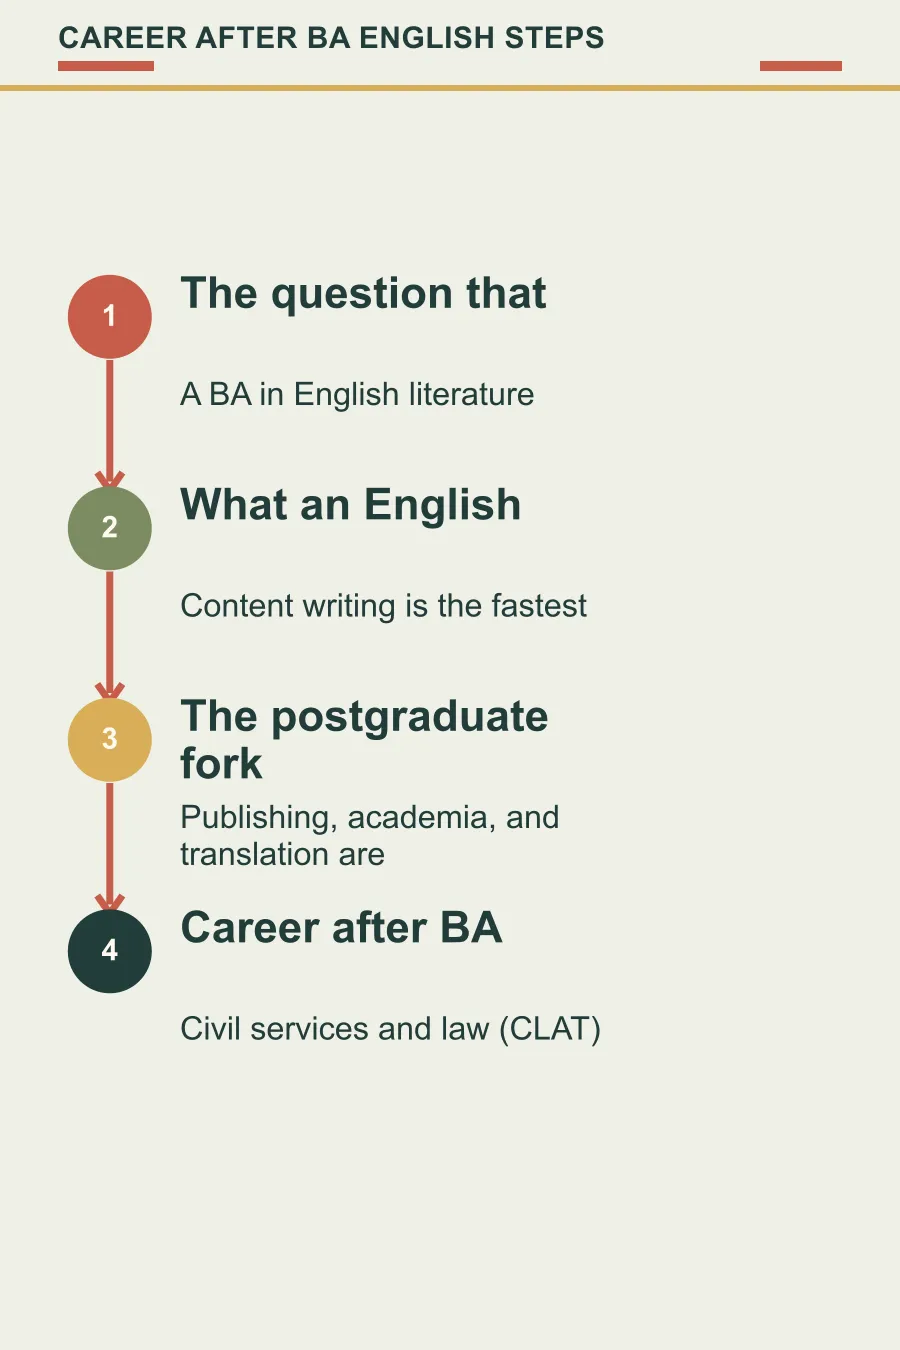 CAREER AFTER BA ENGLISH STEPS
1
The question that
A BA in English literature
2
What an English
Content writing is the fastest
3
The postgraduate
fork
Publishing, academia, and
translation are
4
Career after BA
Civil services and law (CLAT)